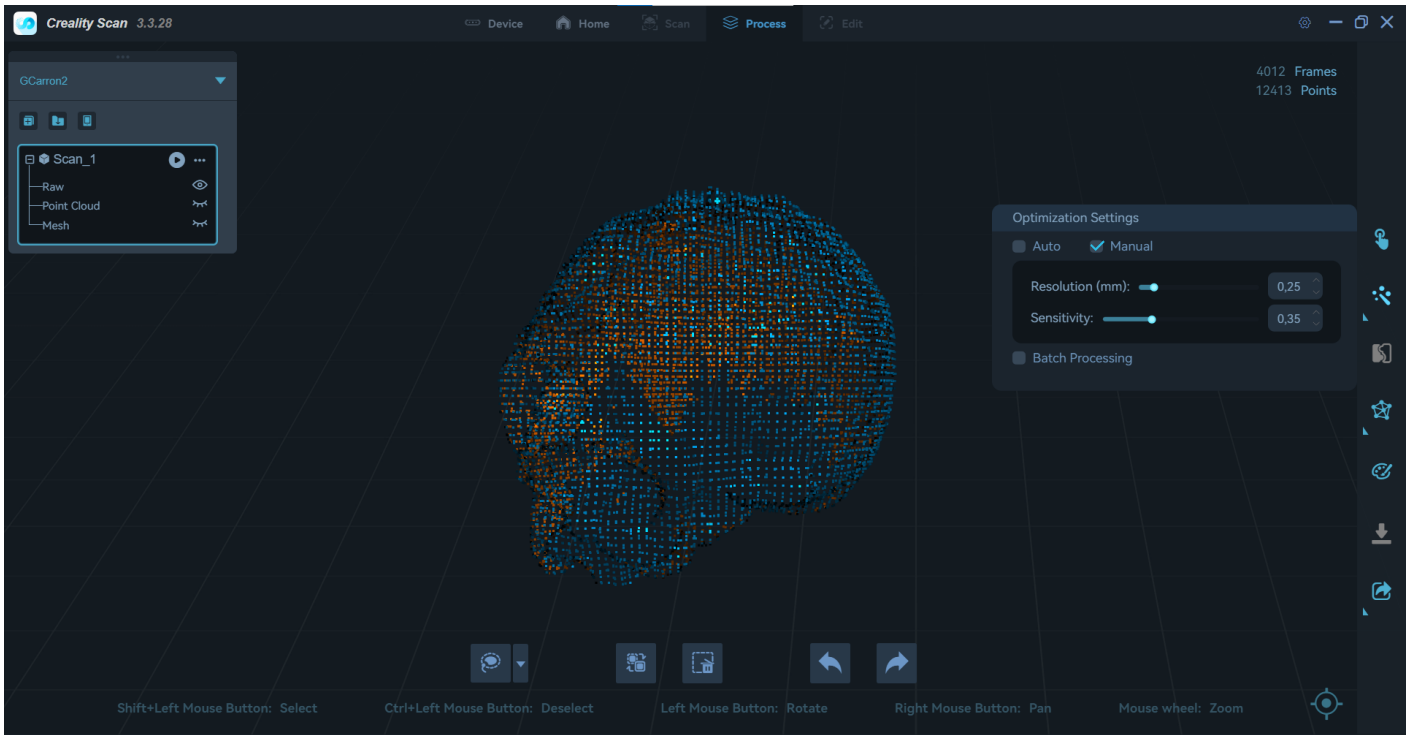 Creality Scan 3.3.28
Device
Home
Scan
Process
Edit
GCarron2
4012 Frames
12413 Points
Scan_1
Raw
Point Cloud
Mesh
Optimization Settings
Auto
Manual
Resolution (mm): 0,25
Sensitivity: 0,35
Batch Processing
Shift+Left Mouse Button: Select
Ctrl+Left Mouse Button: Deselect
Left Mouse Button: Rotate
Right Mouse Button: Pan
Mouse wheel: Zoom